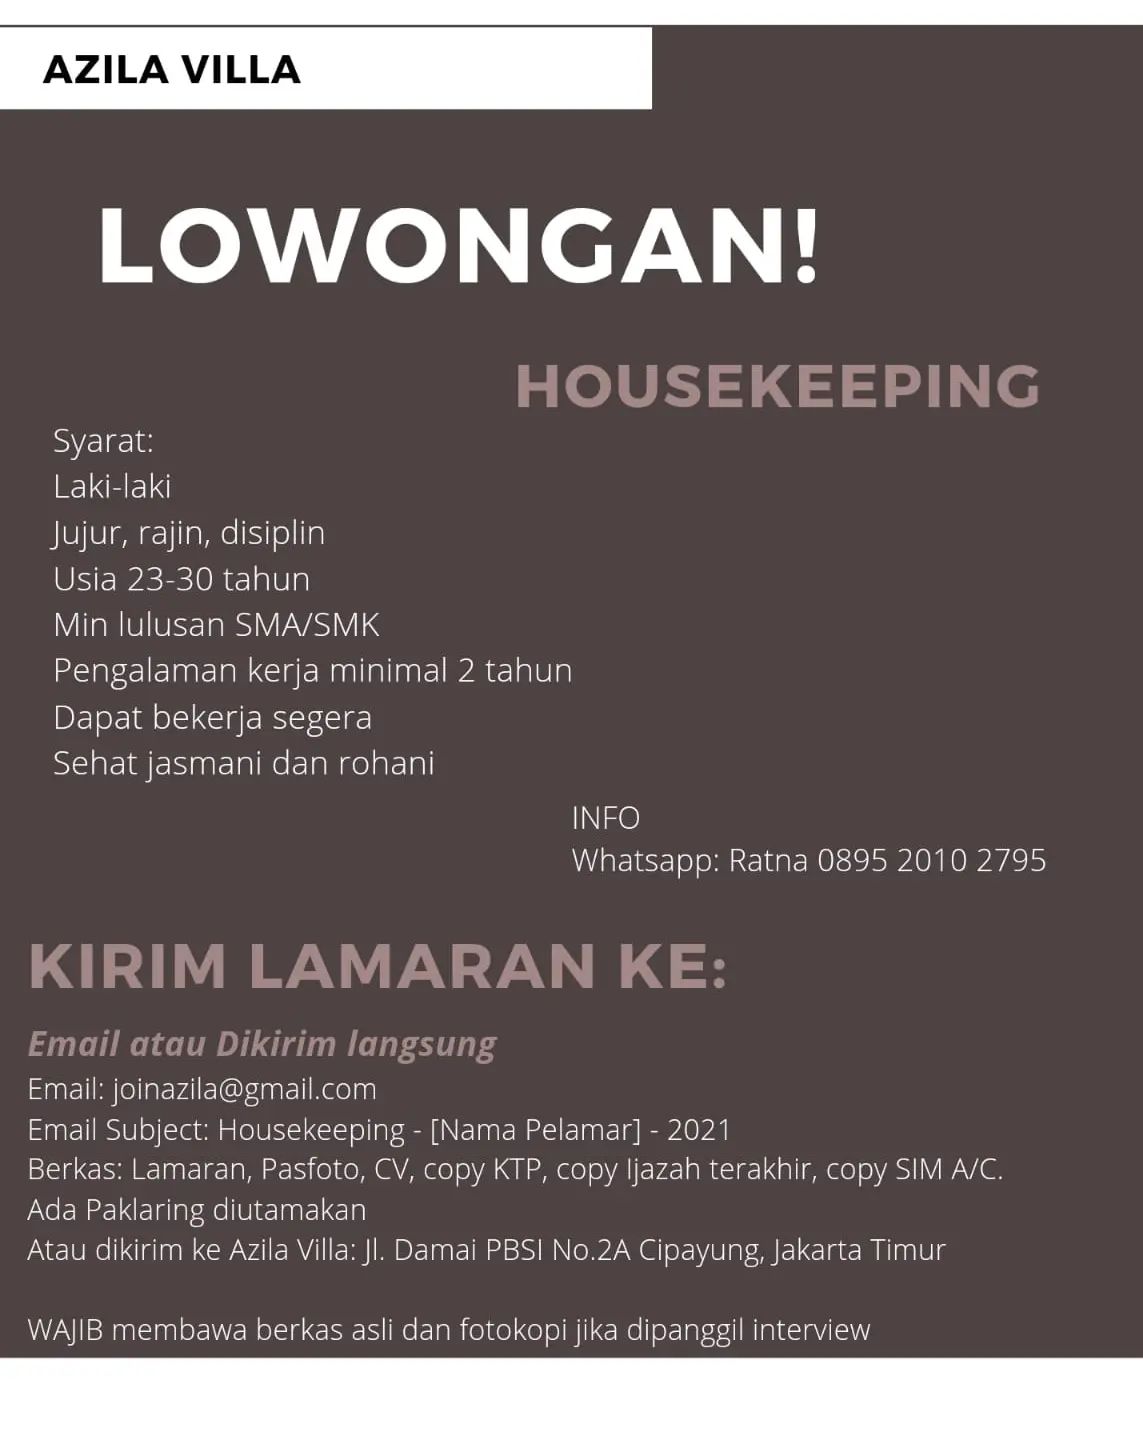 AZILA VILLA
LOWONGAN!
HOUSEKEEPING
Syarat:
Laki-laki
Jujur, rajin, disiplin
Usia 23-30 tahun
Min lulusan SMA/SMK
Pengalaman kerja minimal 2 tahun
Dapat bekerja segera
Sehat jasmani dan rohani
INFO
Whatsapp: Ratna 0895 2010 2795
KIRIM LAMARAN KE:
Email atau Dikirim langsung
Email: joinazila@gmail.com
Email Subject: Housekeeping - [Nama Pelamar] - 2021
Berkas: Lamaran, Pasfoto, CV, copy KTP, copy Ijazah terakhir, copy SIM A/C.
Ada Paklaring diutamakan
Atau dikirim ke Azila Villa: Jl. Damai PBSI No.2A Cipayung, Jakarta Timur
WAJIB membawa berkas asli dan fotokopi jika dipanggil interview